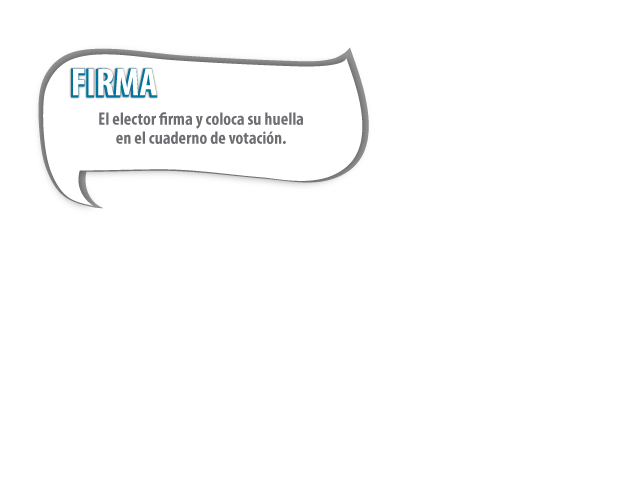 FIRMA
El elector firma y coloca su huella
en el cuaderno de votación.